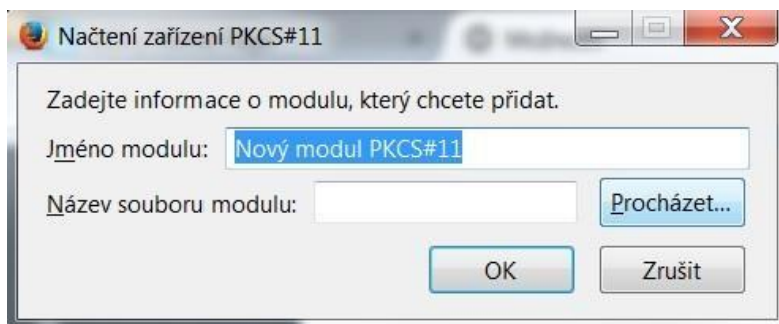 Načtení zařízení PKCS#11
Zadejte informace o modulu, který chcete přidat.
Jméno modulu: Nový modul PKCS#11
Název souboru modulu: Procházet...
OK Zrušit